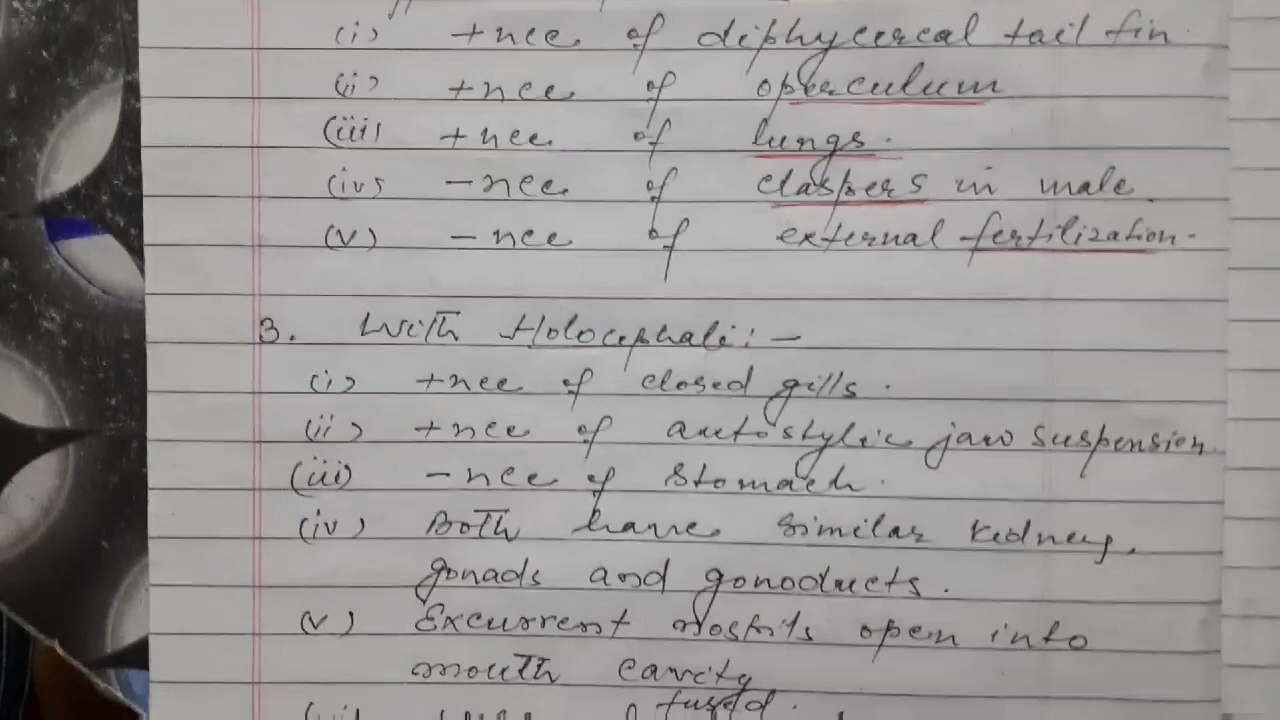 (i) +nce of diphycercal tail fin
(ii) +nce of operculum
(iii) +nce of lungs.
(iv) -nce of claspers in male
(v) -nce of external fertilization.
3. With Holocephali:-
(i) +nce of closed gills.
(ii) +nce of autostylic jaw suspension
(iii) -nce of stomach.
(iv) Both have similar kidney,
gonads and gonoducts.
(v) Excurrent nostrils open into
mouth cavity
fused.